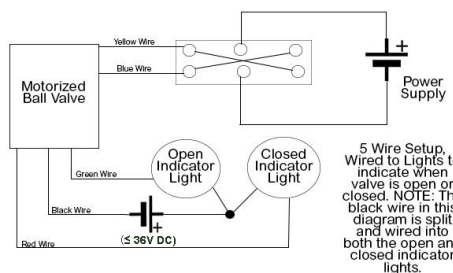 Yellow Wire
Blue Wire
Motorized
Ball Valve
+
Power
Supply
Open
Indicator
Light
Closed
Indicator
Light
Green Wire
Black Wire
+
(≤ 36V DC)
Red Wire
5 Wire Setup,
Wired to Lights t
indicate when
valve is open or
closed. NOTE: Th
black wire in this
diagram is split
and wired into
both the open an
closed indicator
lights.